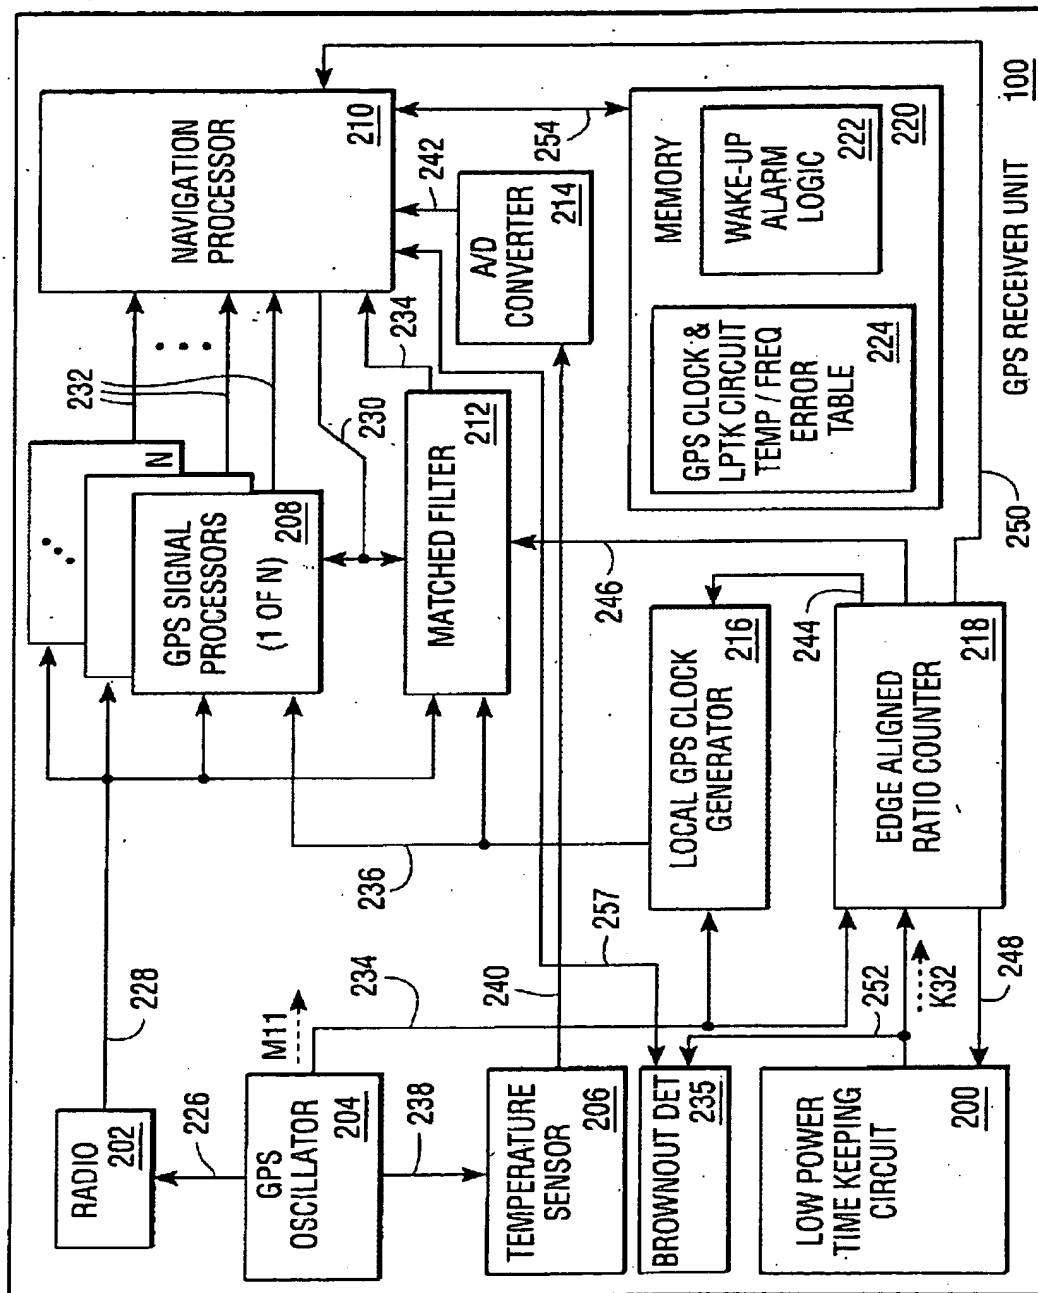 RADIO
202
226
228
GPS
OSCILLATOR
204
M11
234
238
TEMPERATURE
SENSOR
206
240
BROWNOUT DET
235
257
252
LOW POWER
TIME KEEPING
CIRCUIT
200
K32
248
GPS SIGNAL
PROCESSORS
(1 OF N)
208
N
232
230
236
MATCHED FILTER
212
234
246
LOCAL GPS CLOCK
GENERATOR
216
244
EDGE ALIGNED
RATIO COUNTER
218
250
NAVIGATION
PROCESSOR
210
242
254
A/D
CONVERTER
214
MEMORY
220
WAKE-UP
ALARM
LOGIC
222
GPS CLOCK &
LPTK CIRCUIT
TEMP / FREQ
ERROR
TABLE
224
GPS RECEIVER UNIT
100